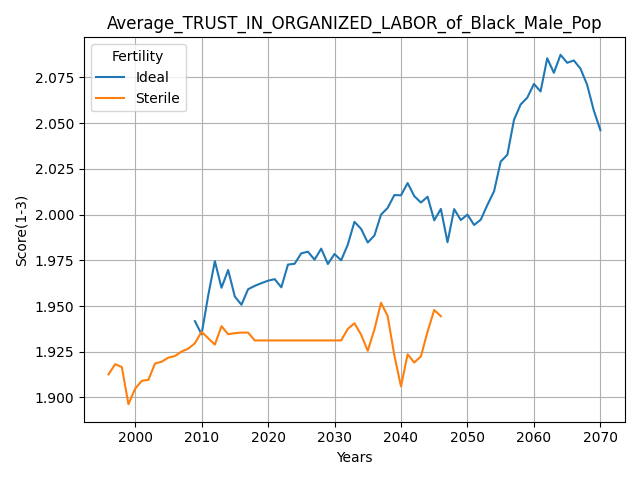 Average_TRUST_IN_ORGANIZED_LABOR_of_Black_Male_Pop
Fertility
Ideal
Sterile
Score(1-3)
2.075
2.050
2.025
2.000
1.975
1.950
1.925
1.900
2000 2010 2020 2030 2040 2050 2060 2070
Years